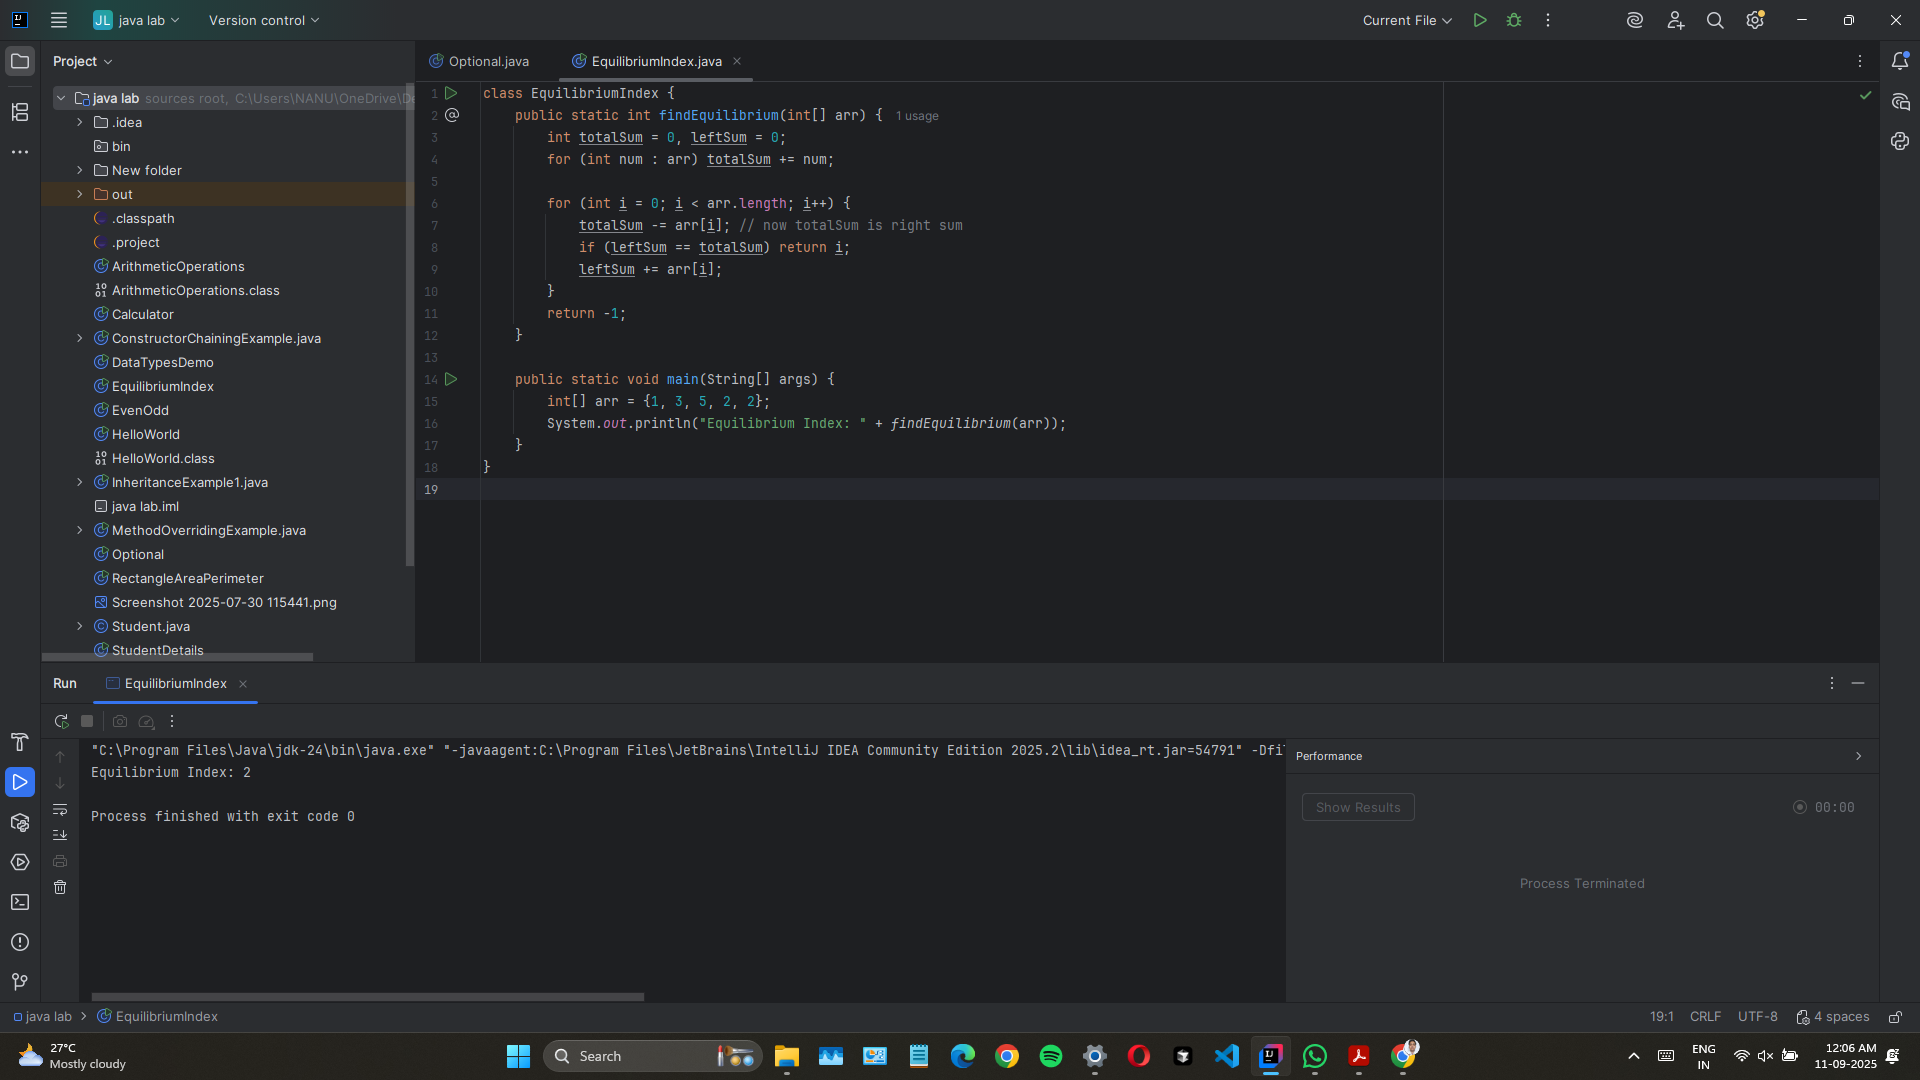 JL java lab Version control Current File
Project
Optional.java EquilibriumIndex.java
java lab sources root, C:\Users\NANU\OneDrive\De
.idea
bin
New folder
out
.classpath
.project
ArithmeticOperations
ArithmeticOperations.class
Calculator
ConstructorChainingExample.java
DataTypesDemo
EquilibriumIndex
EvenOdd
HelloWorld
HelloWorld.class
InheritanceExample1.java
java lab.iml
MethodOverridingExample.java
Optional
RectangleAreaPerimeter
Screenshot 2025-07-30 115441.png
Student.java
StudentDetails
1 class EquilibriumIndex {
2 public static int findEquilibrium(int[] arr) { 1 usage
3 int totalSum = 0, leftSum = 0;
4 for (int num : arr) totalSum += num;
5
6 for (int i = 0; i < arr.length; i++) {
7 totalSum -= arr[i]; // now totalSum is right sum
8 if (leftSum == totalSum) return i;
9 leftSum += arr[i];
10 }
11 return -1;
12 }
13
14 public static void main(String[] args) {
15 int[] arr = {1, 3, 5, 2, 2};
16 System.out.println("Equilibrium Index: " + findEquilibrium(arr));
17 }
18 }
19
Run EquilibriumIndex
"C:\Program Files\Java\jdk-24\bin\java.exe" "-javaagent:C:\Program Files\JetBrains\IntelliJ IDEA Community Edition 2025.2\lib\idea_rt.jar=54791" -Dfil
Equilibrium Index: 2
Process finished with exit code 0
Performance
Show Results 00:00
Process Terminated
java lab EquilibriumIndex 19:1 CRLF UTF-8 4 spaces
27°C
Mostly cloudy
Search
ENG
IN
12:06 AM
11-09-2025